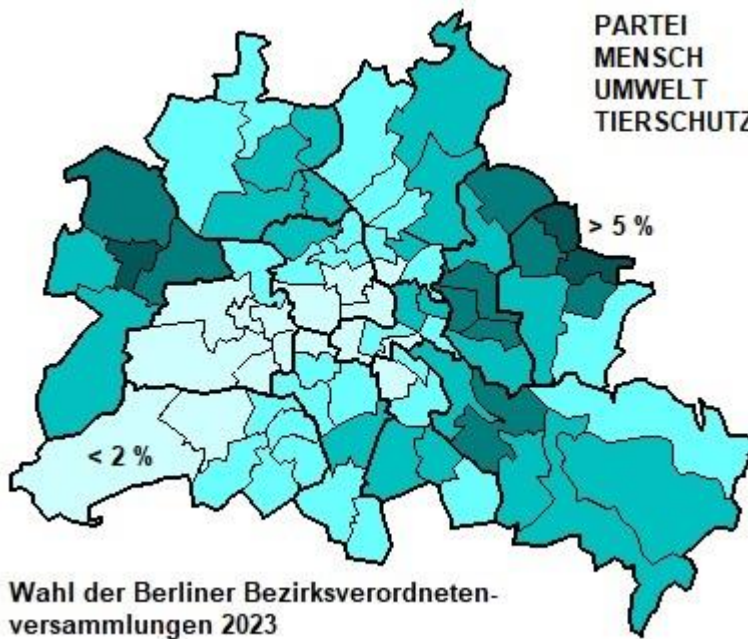 PARTEI
MENSCH
UMWELT
TIERSCHUTZ
> 5 %
< 2 %
Wahl der Berliner Bezirksverordneten-
versammlungen 2023